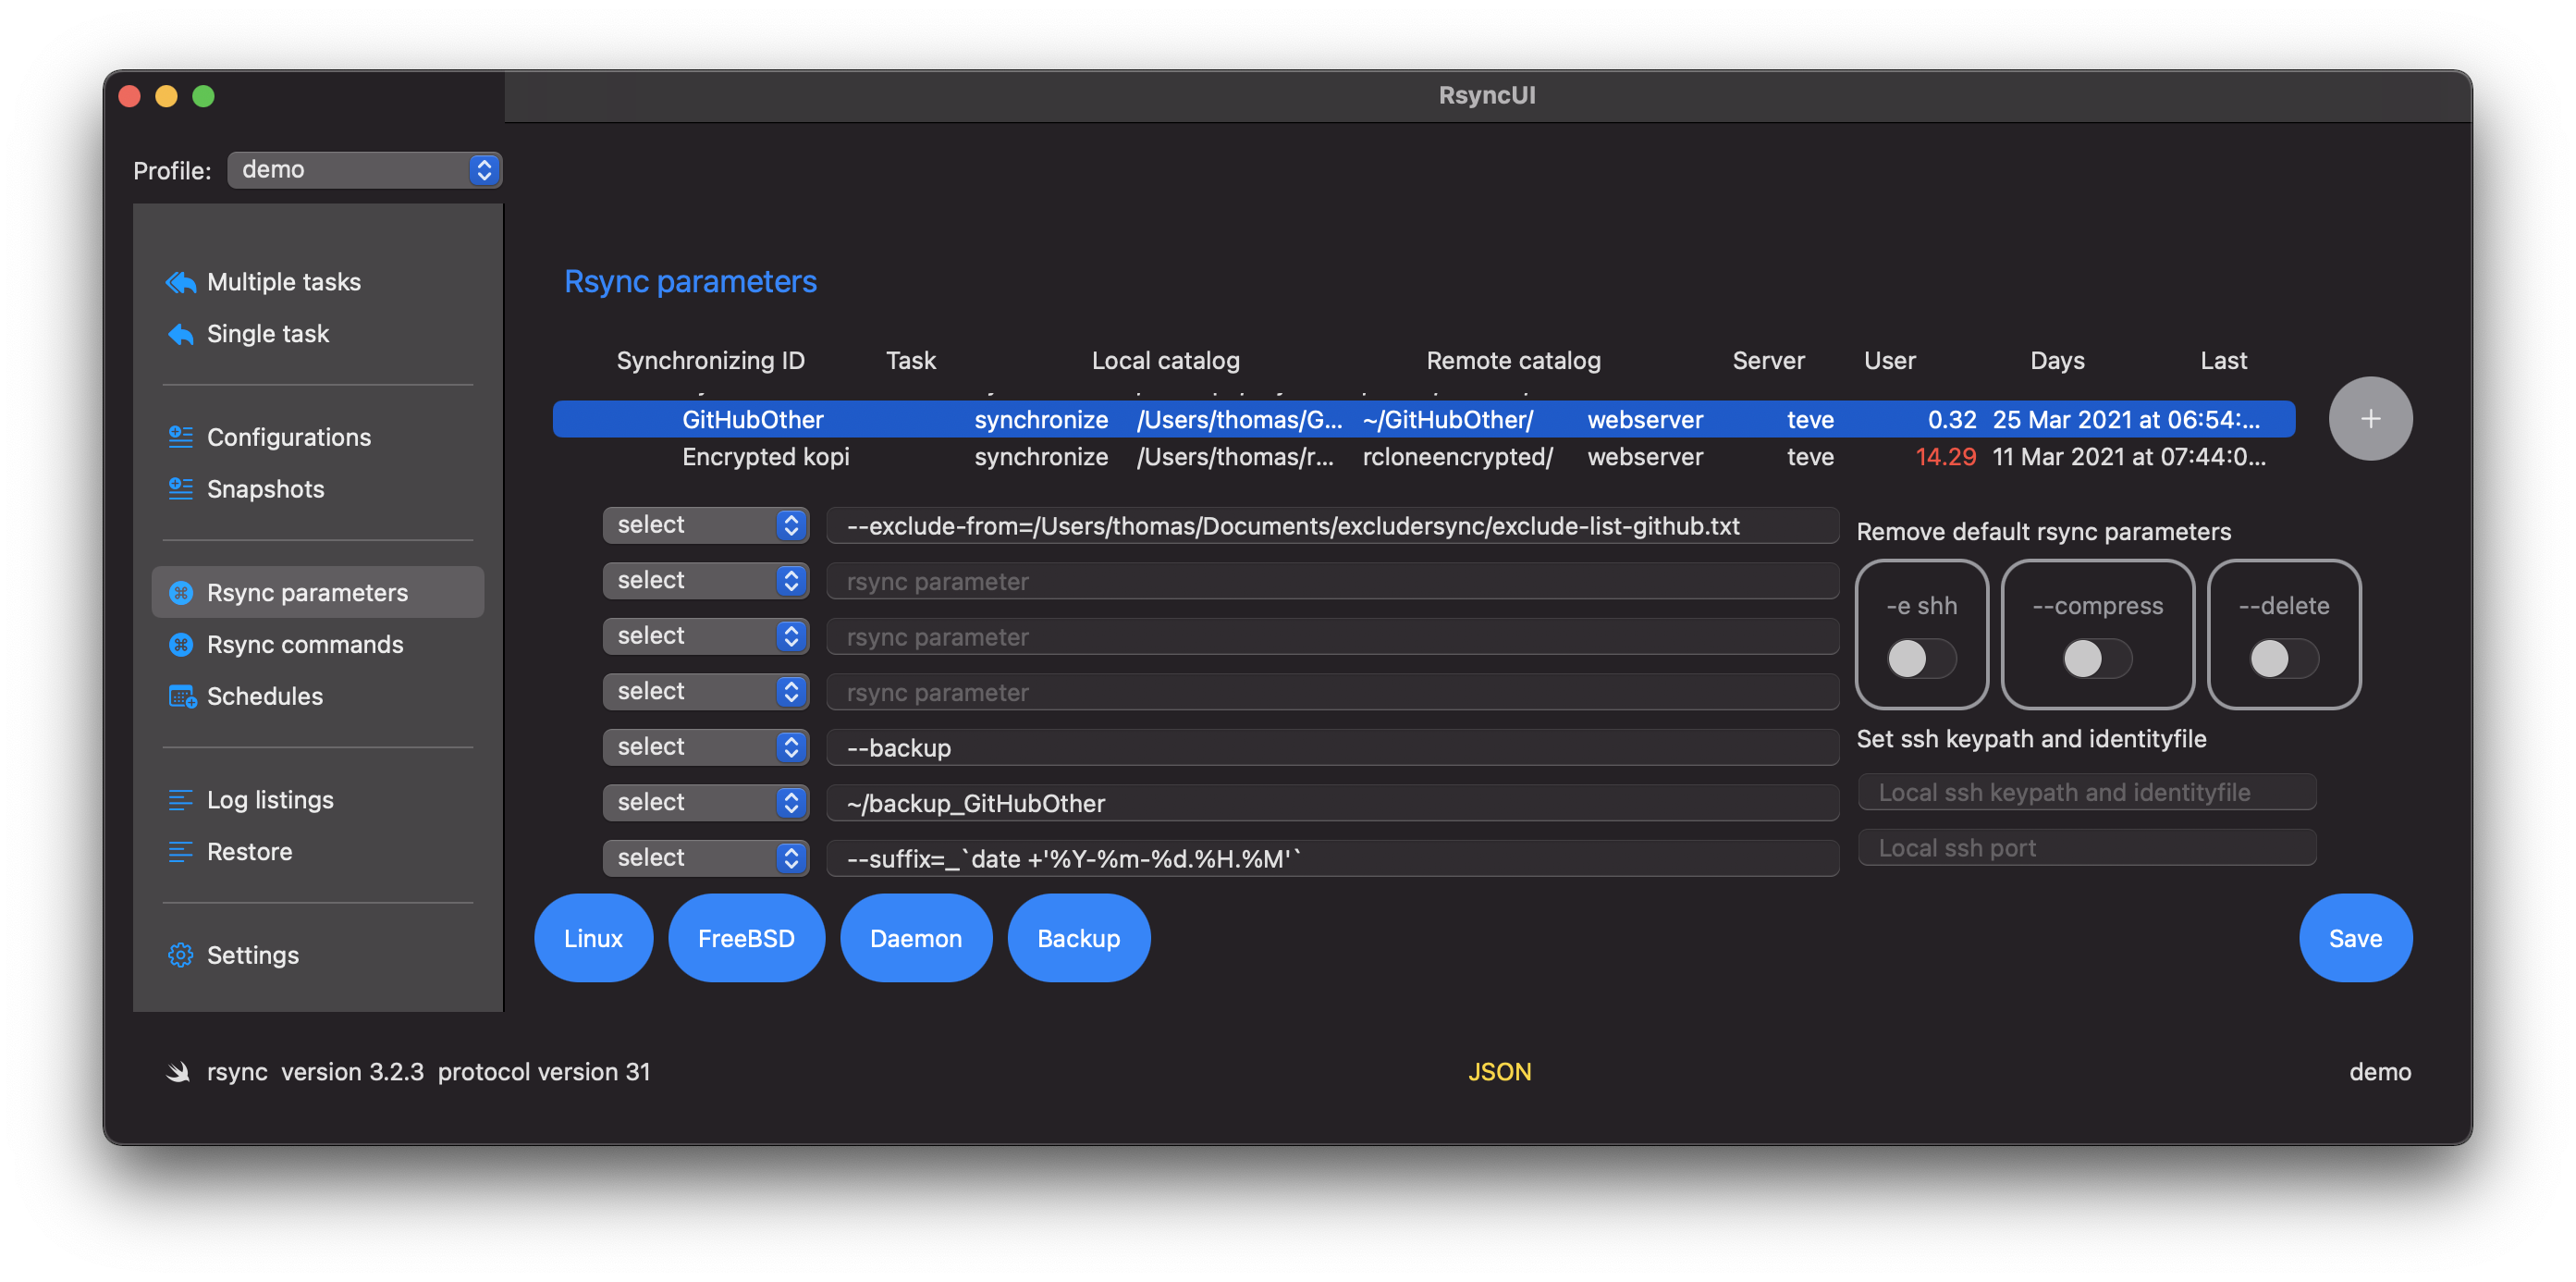 RsyncUI
Profile: demo
Multiple tasks
Single task
Configurations
Snapshots
Rsync parameters
Rsync commands
Schedules
Log listings
Restore
Settings
Rsync parameters
Synchronizing ID Task Local catalog Remote catalog Server User Days Last
GitHubOther synchronize /Users/thomas/G... ~/GitHubOther/ webserver teve 0.32 25 Mar 2021 at 06:54:...
Encrypted kopi synchronize /Users/thomas/r... rcloneencrypted/ webserver teve 14.29 11 Mar 2021 at 07:44:0...
+
select --exclude-from=/Users/thomas/Documents/excludersync/exclude-list-github.txt
select rsync parameter
select rsync parameter
select rsync parameter
select --backup
select ~/backup_GitHubOther
select --suffix=_`date +'%Y-%m-%d.%H.%M'`
Remove default rsync parameters
-e shh --compress --delete
Set ssh keypath and identityfile
Local ssh keypath and identityfile
Local ssh port
Linux FreeBSD Daemon Backup Save
rsync version 3.2.3 protocol version 31 JSON demo